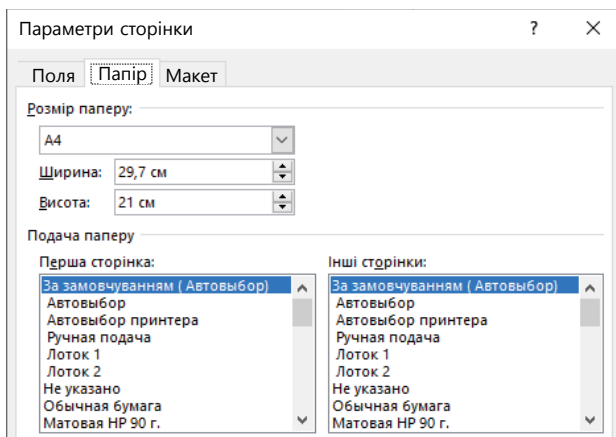 Параметри сторінки ?
Поля Папір Макет
Розмір паперу:
A4
Ширина: 29,7 см
Висота: 21 см
Подача паперу
Перша сторінка: Інші сторінки:
За замовчуванням ( Автовыбор) За замовчуванням ( Автовыбор)
Автовыбор Автовыбор
Автовыбор принтера Автовыбор принтера
Ручная подача Ручная подача
Лоток 1 Лоток 1
Лоток 2 Лоток 2
Не указано Не указано
Обычная бумага Обычная бумага
Матовая HP 90 г. Матовая HP 90 г.